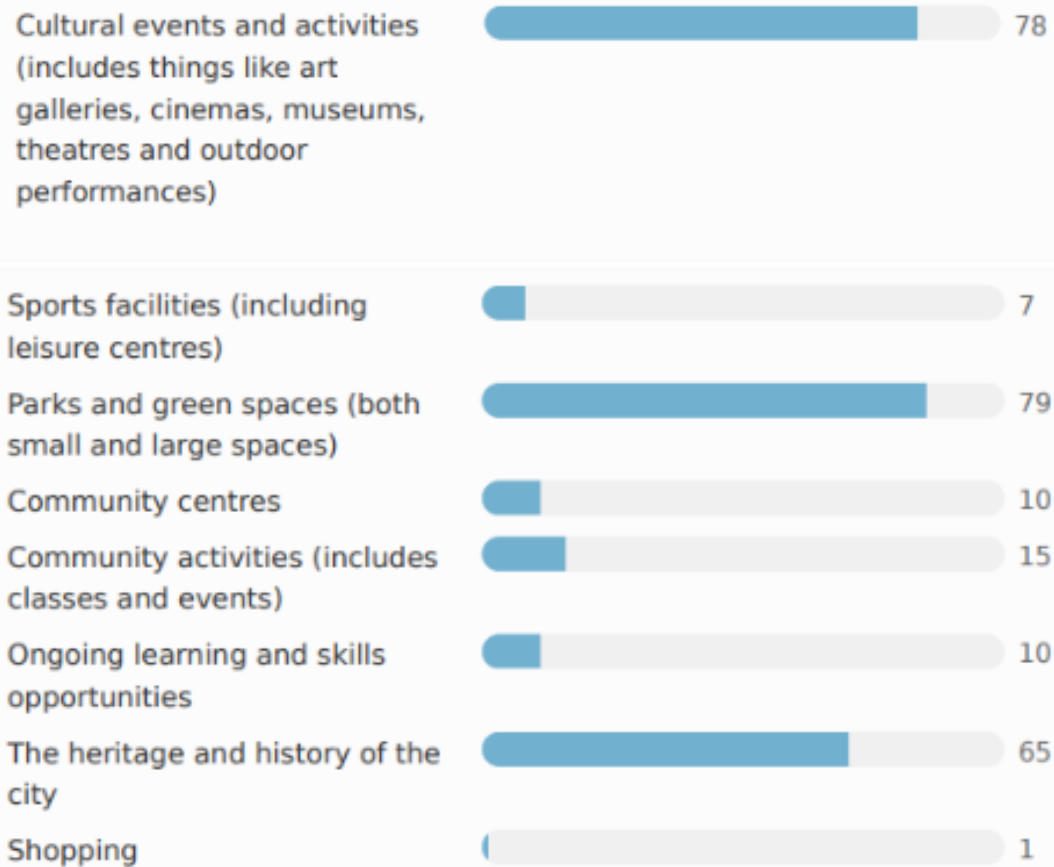 Cultural events and activities 78
(includes things like art
galleries, cinemas, museums,
theatres and outdoor
performances)
Sports facilities (including 7
leisure centres)
Parks and green spaces (both 79
small and large spaces)
Community centres 10
Community activities (includes 15
classes and events)
Ongoing learning and skills 10
opportunities
The heritage and history of the 65
city
Shopping 1